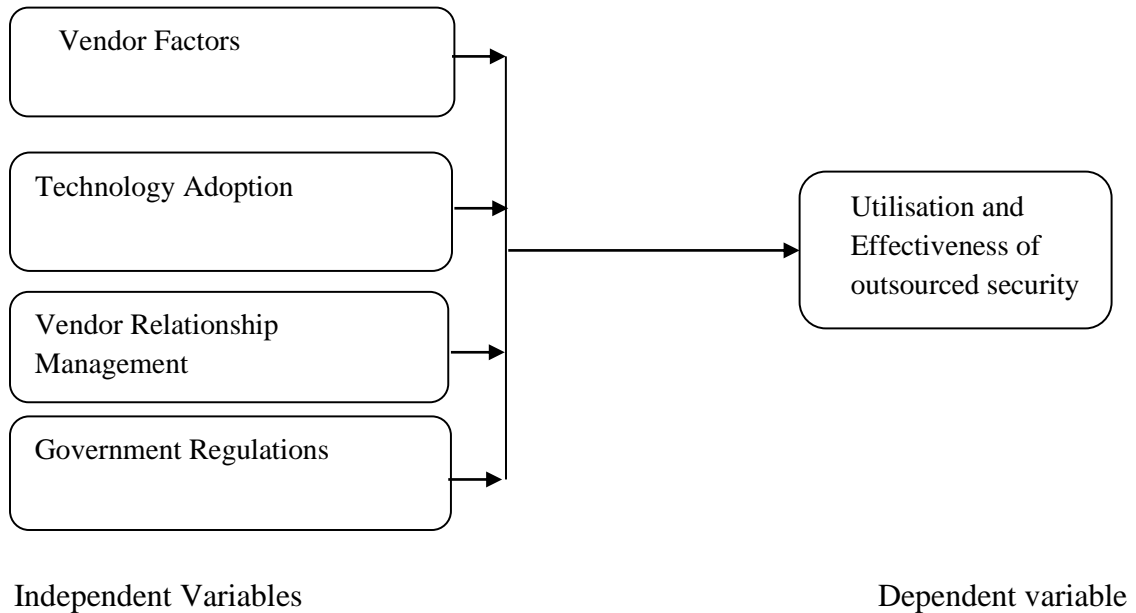 Vendor Factors
Technology Adoption
Vendor Relationship
Management
Government Regulations
Utilisation and
Effectiveness of
outsourced security
Independent Variables
Dependent variable